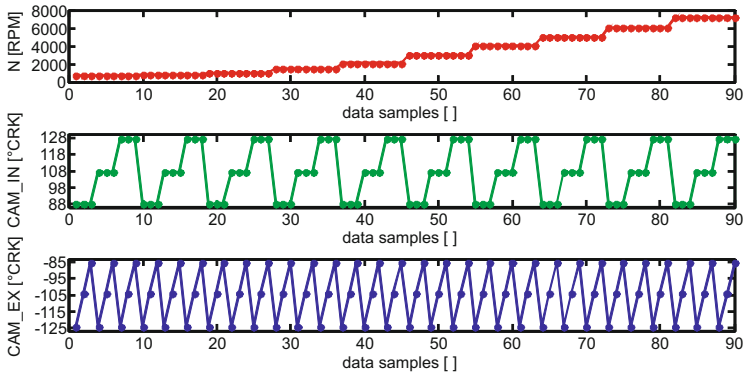 N [RPM]
8000
6000
4000
2000
0
0 10 20 30 40 50 60 70 80 90
data samples [ ]
CAM_IN [°CRK]
128
118
108
98
88
0 10 20 30 40 50 60 70 80 90
data samples [ ]
CAM_EX [°CRK]
-85
-95
-105
-115
-125
0 10 20 30 40 50 60 70 80 90
data samples [ ]